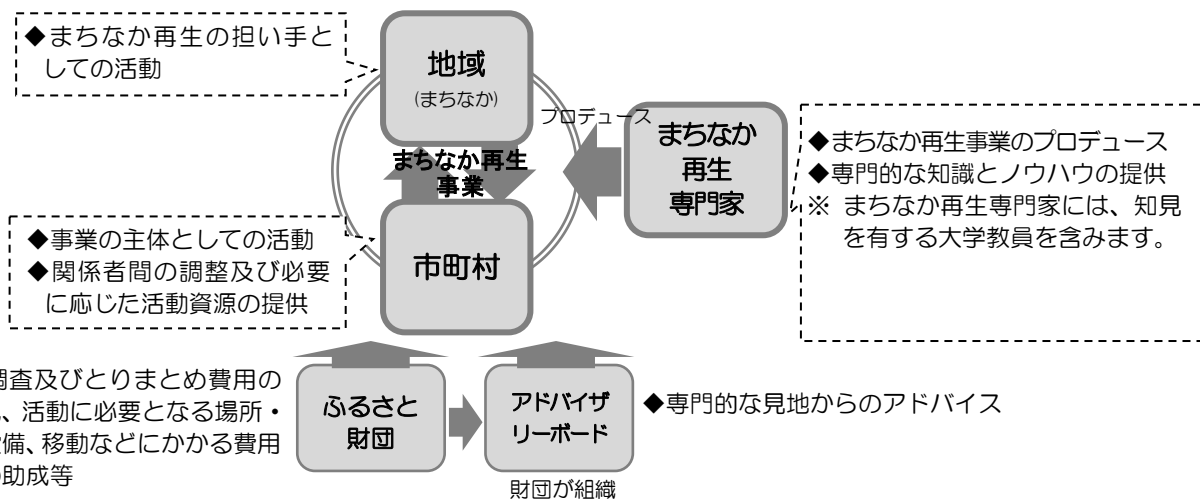 ◆まちなか再生の担い手と
しての活動
地域
(まちなか)
プロデュース
まちなか
再生
専門家
◆まちなか再生事業のプロデュース
◆専門的な知識とノウハウの提供
※ まちなか再生専門家には、知見
を有する大学教員を含みます。
まちなか再生
事業
◆事業の主体としての活動
◆関係者間の調整及び必要
に応じた活動資源の提供
市町村
調査及びとりまとめ費用の
、活動に必要となる場所・
備、移動などにかかる費用
助成等
ふるさと
財団
アドバイザ
リーボード
◆専門的な見地からのアドバイス
財団が組織